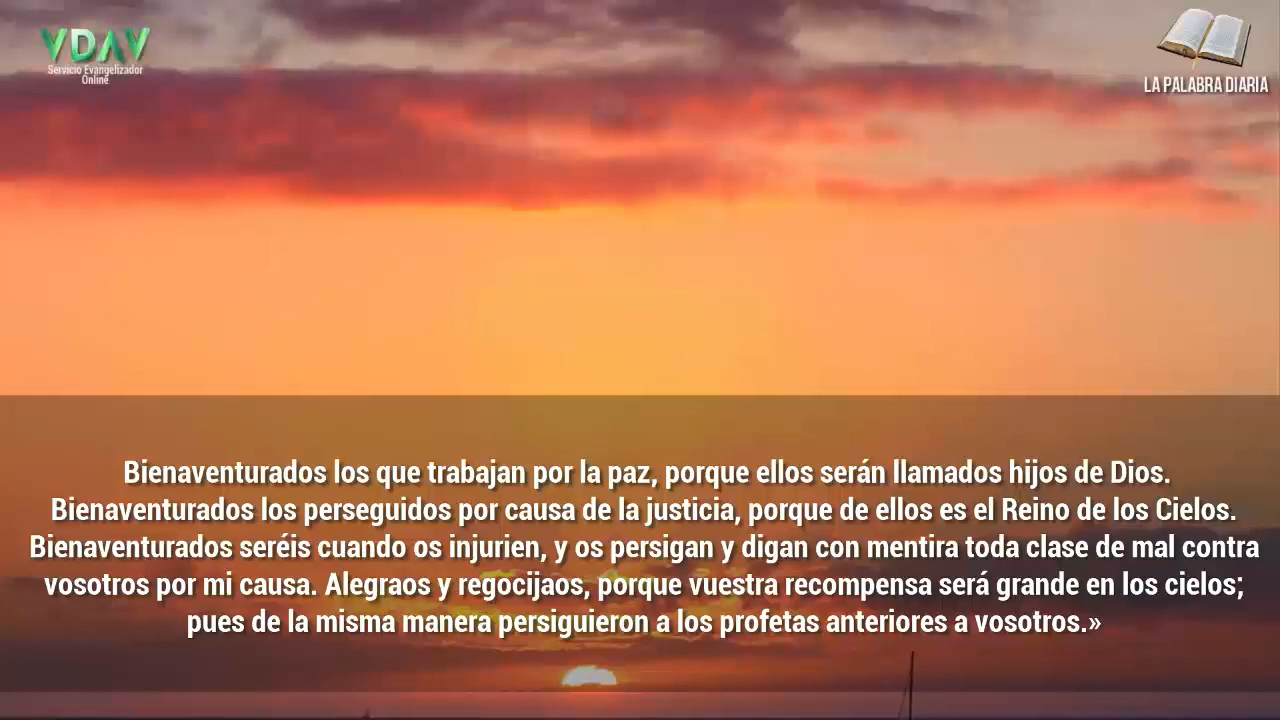 VDAV
Servicio Evangelizador
Online
LA PALABRA DIARIA
Bienaventurados los que trabajan por la paz, porque ellos serán llamados hijos de Dios.
Bienaventurados los perseguidos por causa de la justicia, porque de ellos es el Reino de los Cielos.
Bienaventurados seréis cuando os injurien, y os persigan y digan con mentira toda clase de mal contra
vosotros por mi causa. Alegraos y regocijaos, porque vuestra recompensa será grande en los cielos;
pues de la misma manera persiguieron a los profetas anteriores a vosotros.»